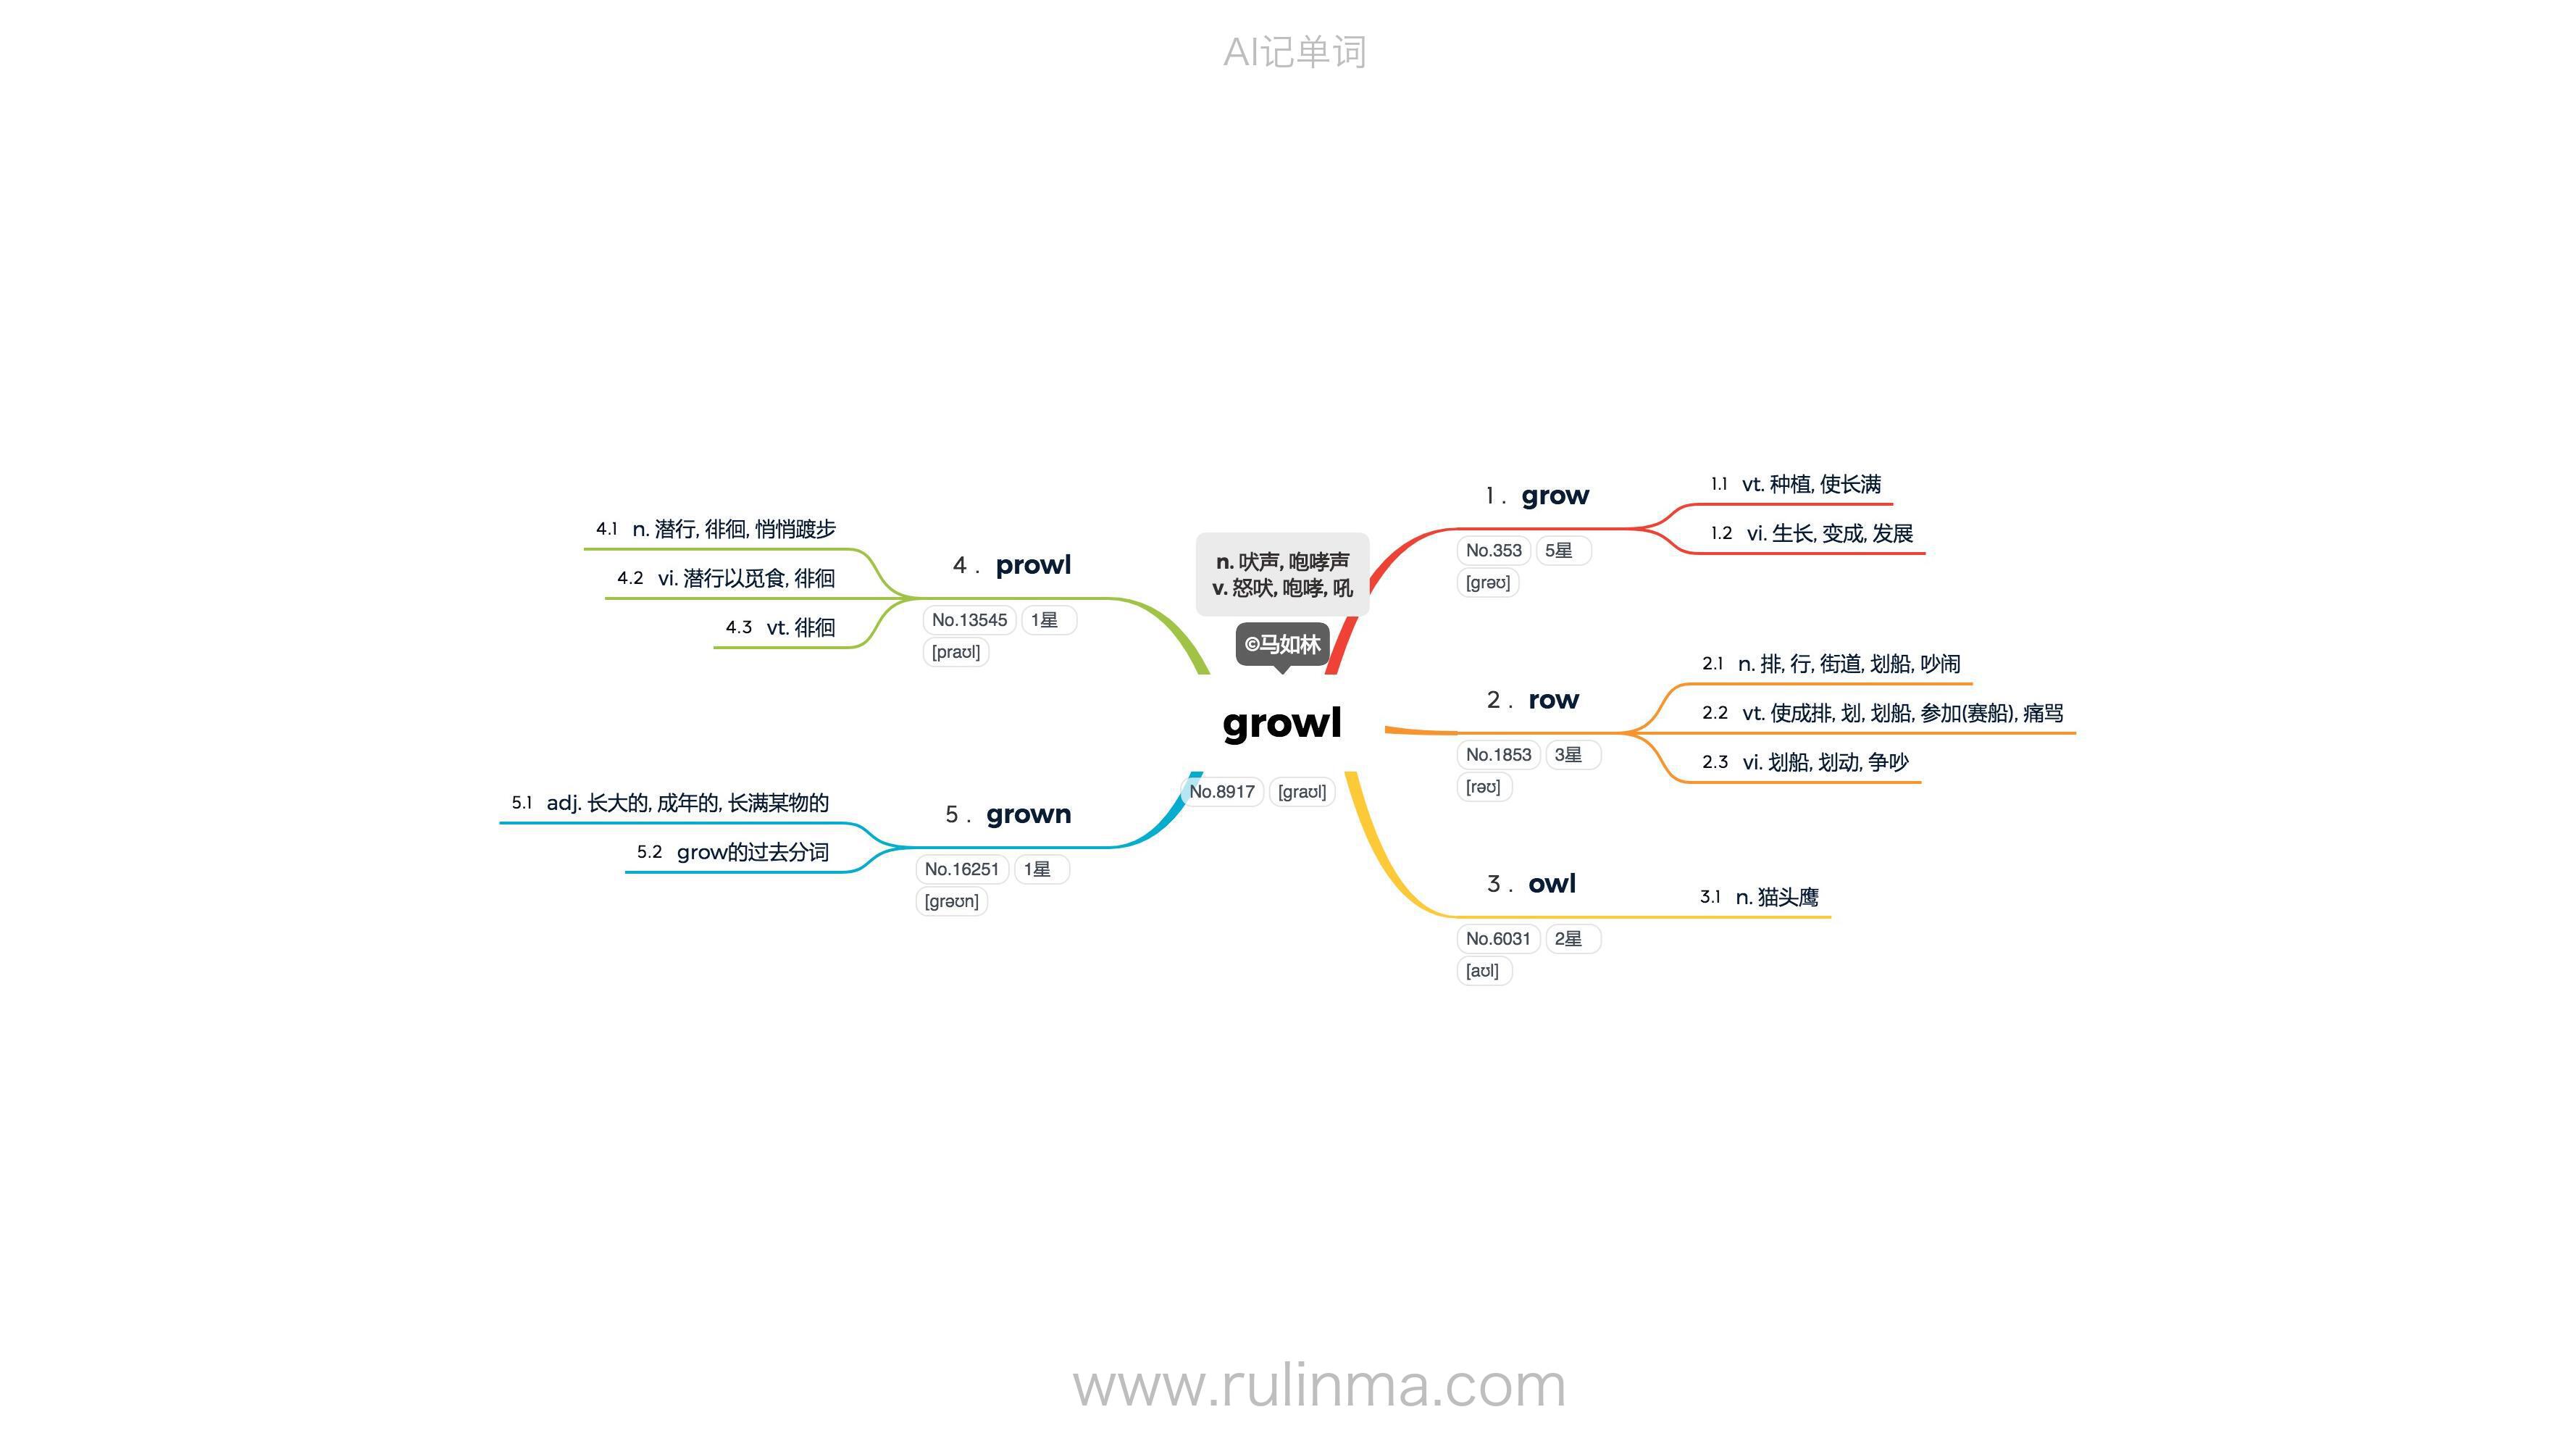 AI记单词
n. 吠声, 咆哮声
v. 怒吠, 咆哮, 吼
©马如林
growl
No.8917 [graʊl]
1 . grow
No.353 5星
[grəʊ]
1.1 vt. 种植, 使长满
1.2 vi. 生长, 变成, 发展
2 . row
No.1853 3星
[rəʊ]
2.1 n. 排, 行, 街道, 划船, 吵闹
2.2 vt. 使成排, 划, 划船, 参加(赛船), 痛骂
2.3 vi. 划船, 划动, 争吵
3 . owl
No.6031 2星
[aʊl]
3.1 n. 猫头鹰
4 . prowl
No.13545 1星
[praʊl]
4.1 n. 潜行, 徘徊, 悄悄踱步
4.2 vi. 潜行以觅食, 徘徊
4.3 vt. 徘徊
5 . grown
No.16251 1星
[grəʊn]
5.1 adj. 长大的, 成年的, 长满某物的
5.2 grow的过去分词
www.rulinma.com